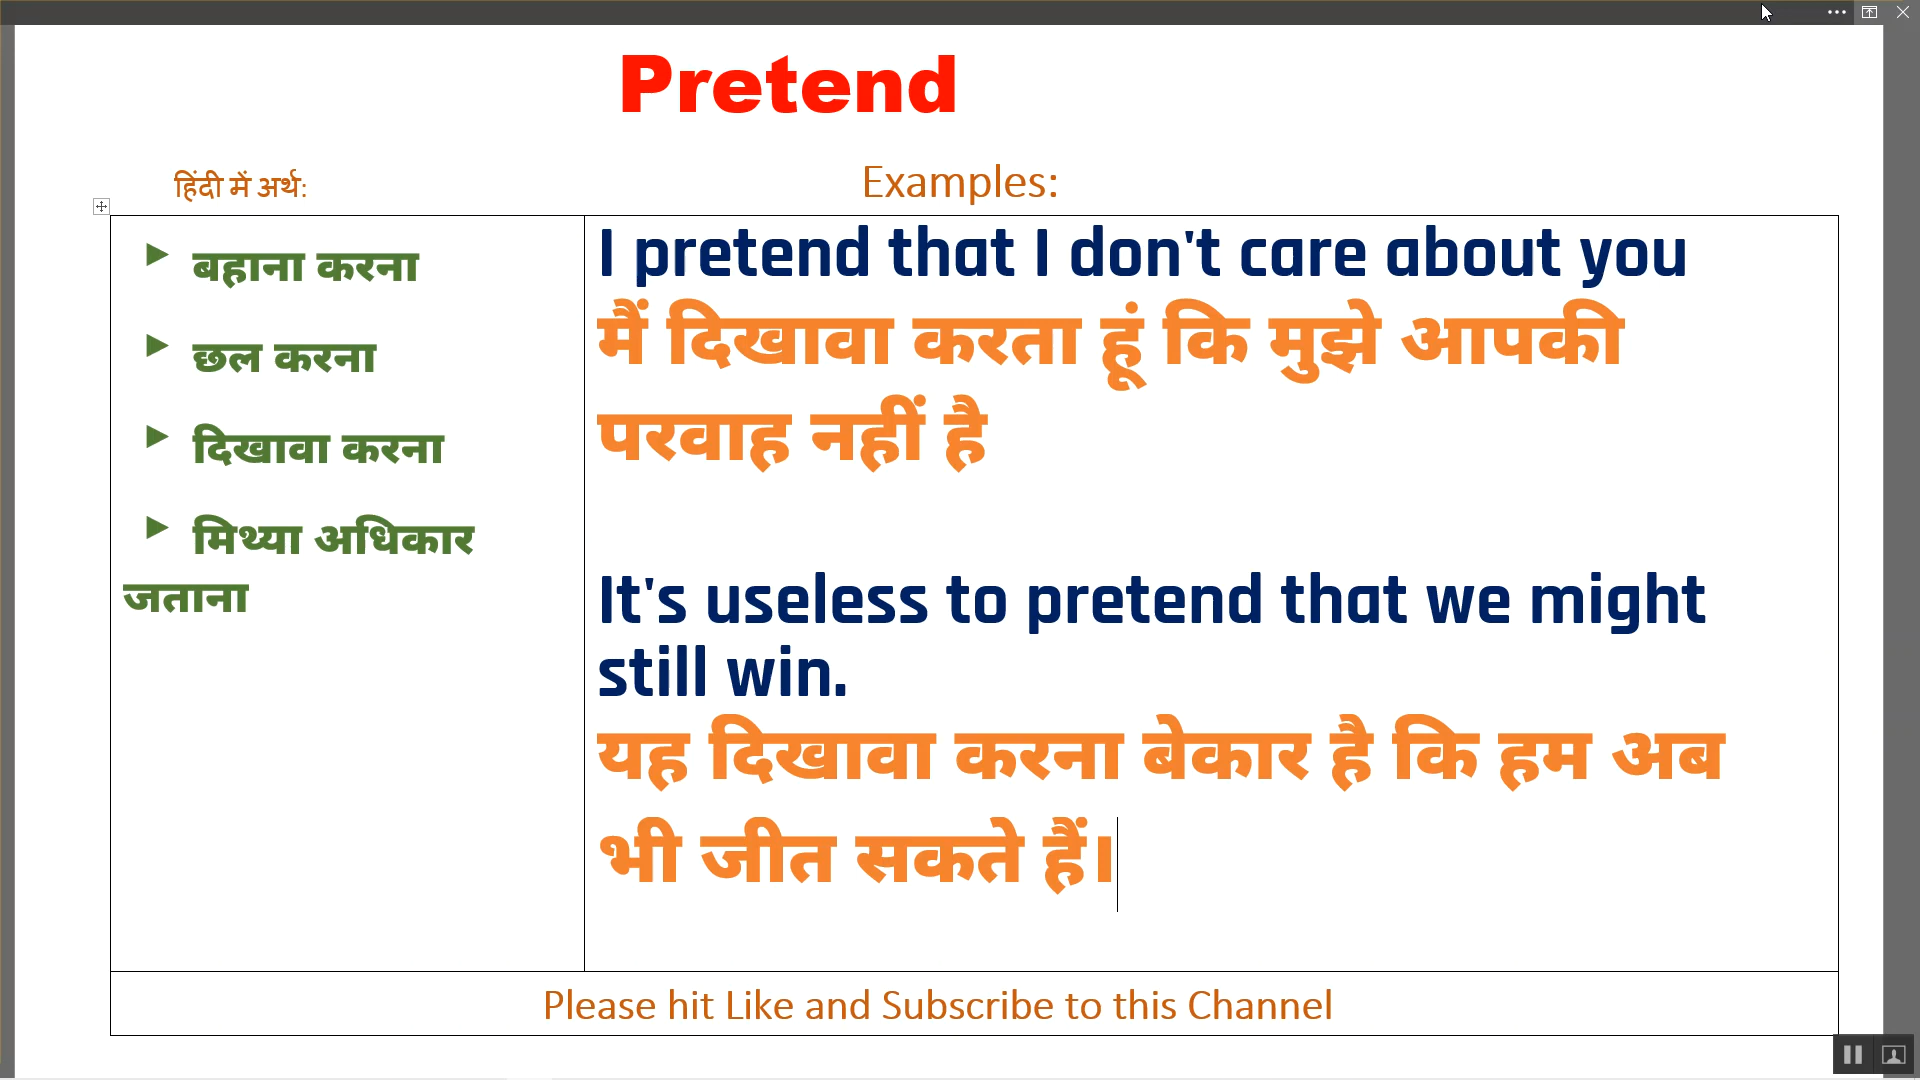 Pretend
हिंदी में अर्थ:
Examples:
बहाना करना
छल करना
दिखावा करना
मिथ्या अधिकार
जताना
I pretend that I don't care about you
मैं दिखावा करता हूं कि मुझे आपकी
परवाह नहीं है
It's useless to pretend that we might
still win.
यह दिखावा करना बेकार है कि हम अब
भी जीत सकते हैं।
Please hit Like and Subscribe to this Channel